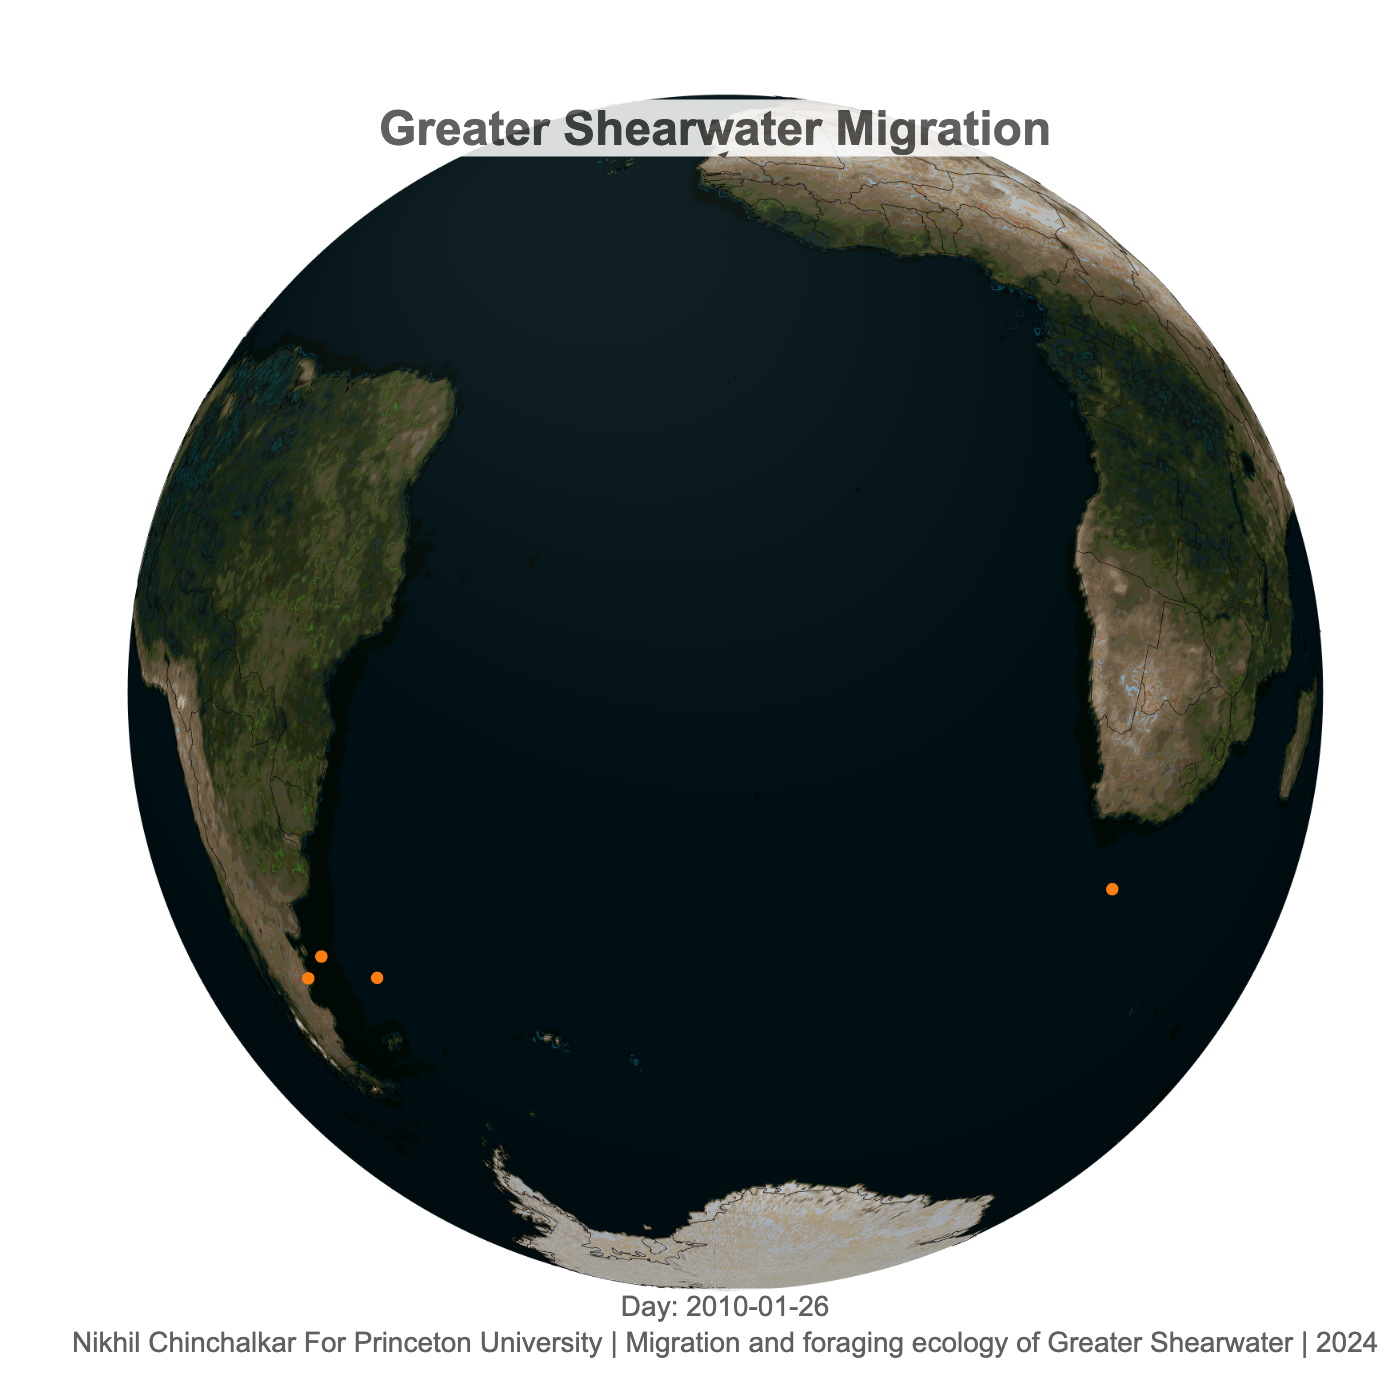 Greater Shearwater Migration
Day: 2010-01-26
Nikhil Chinchalkar For Princeton University | Migration and foraging ecology of Greater Shearwater | 2024